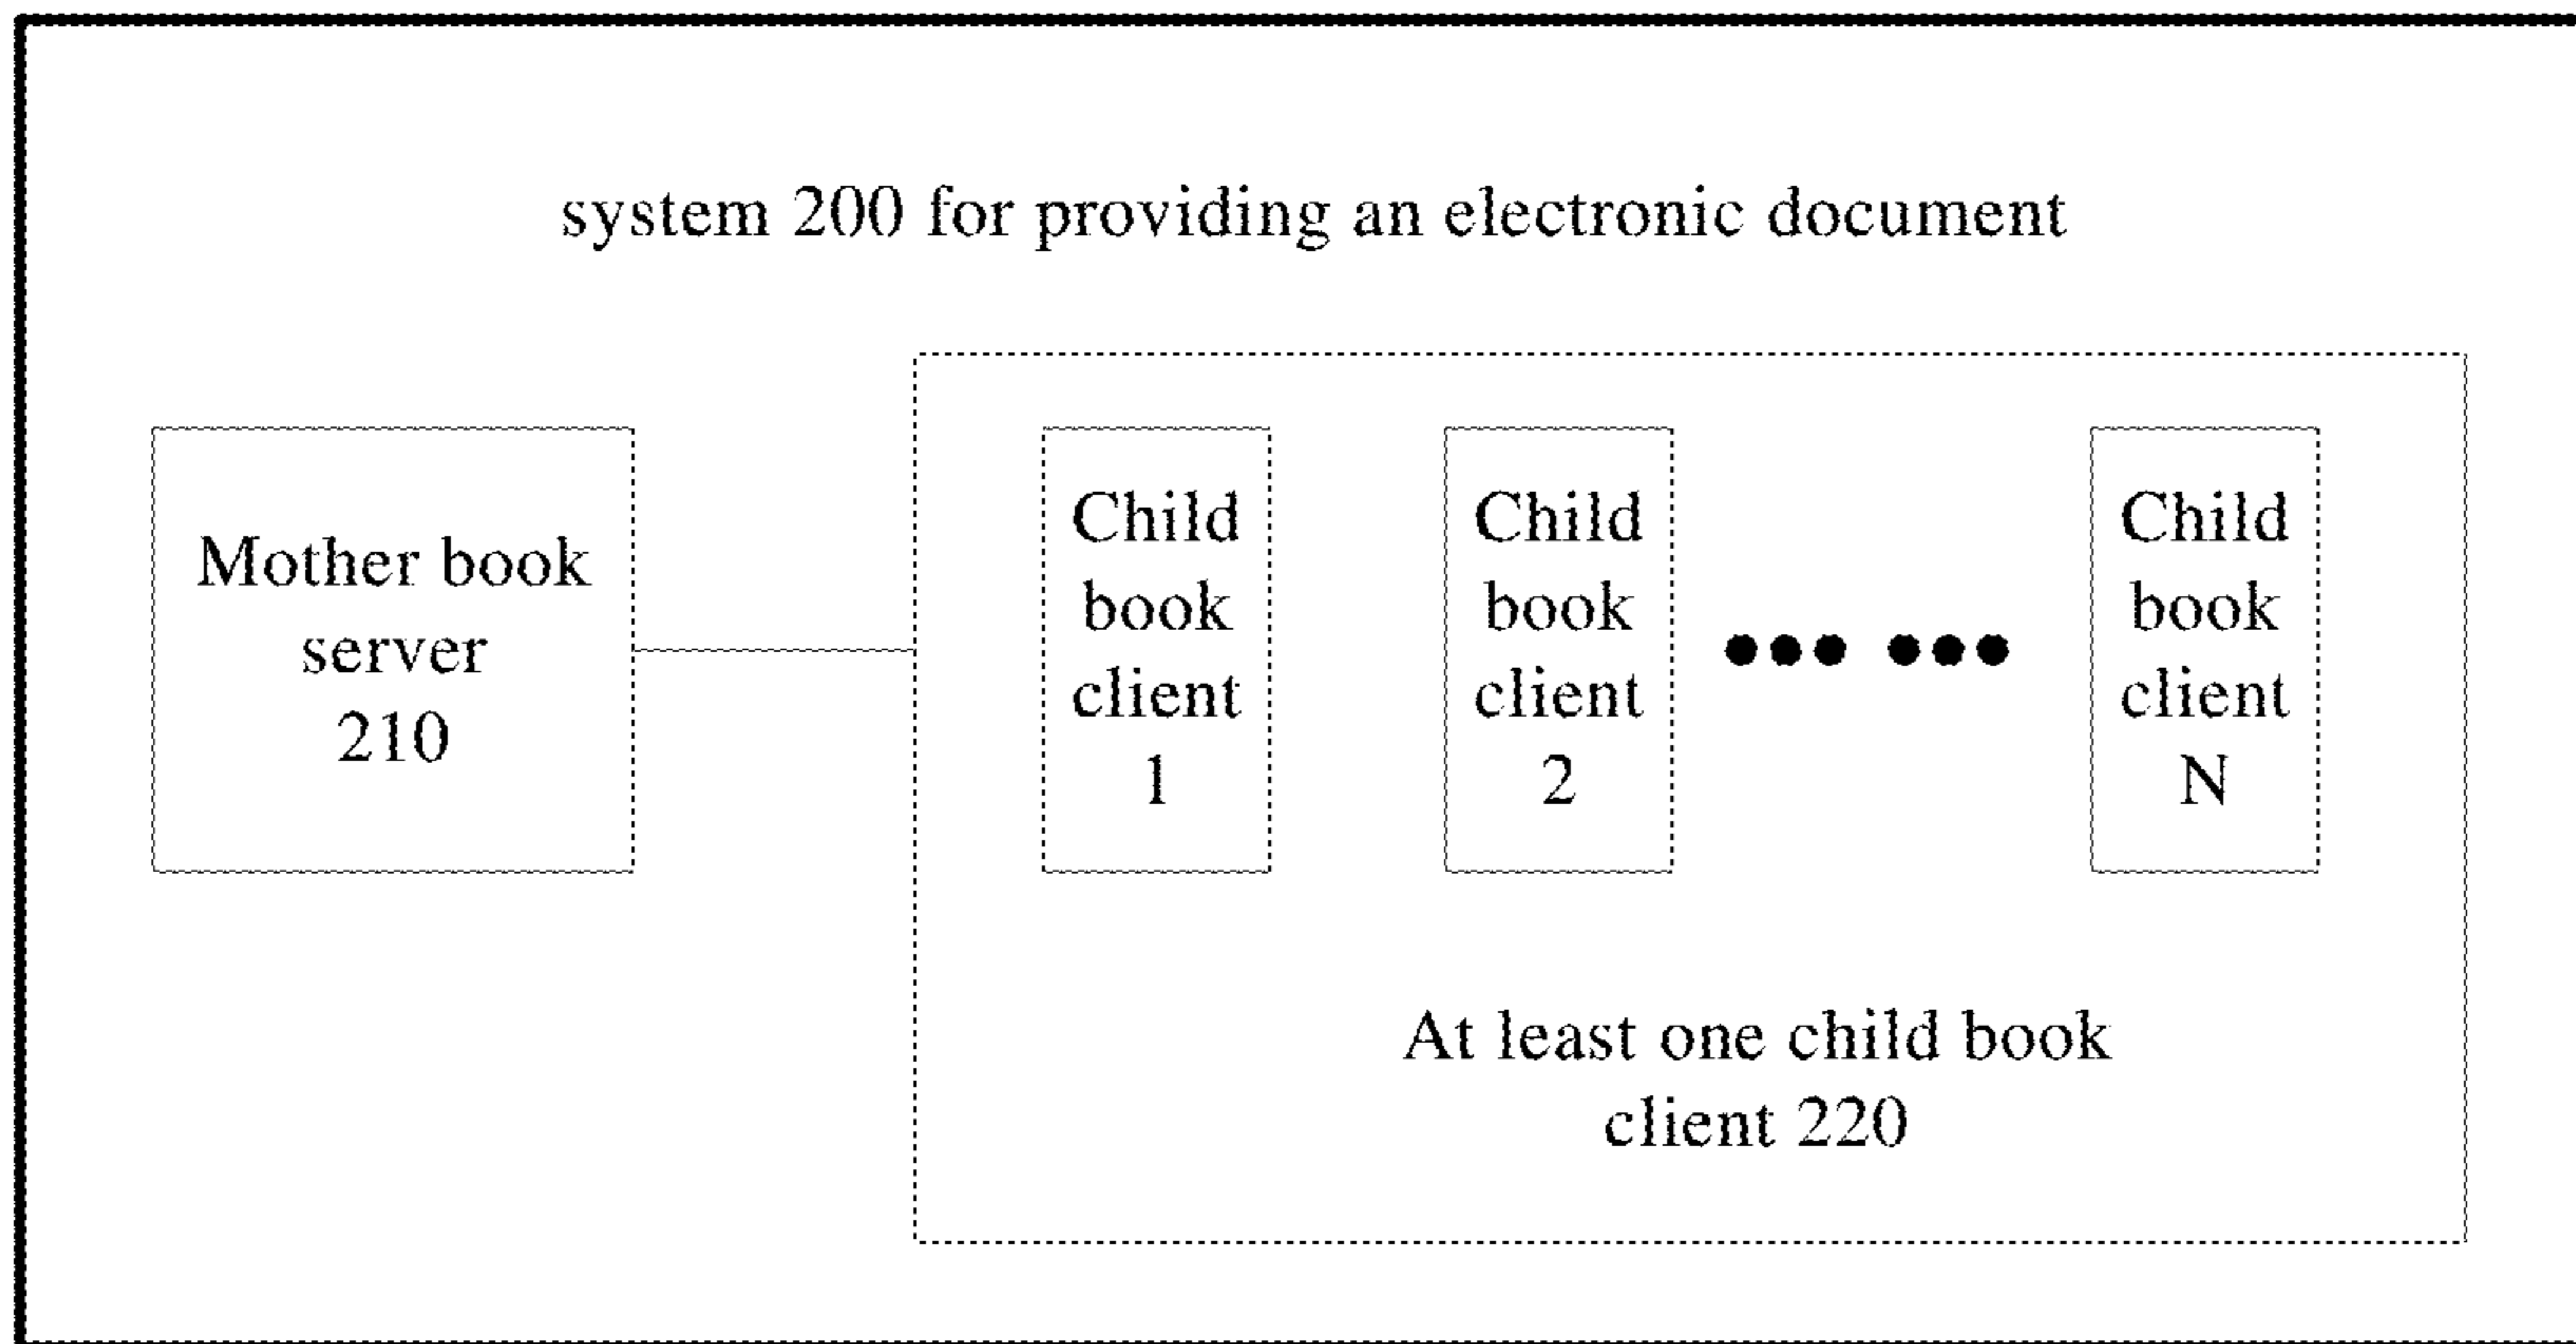 system 200 for providing an electronic document
Mother book
server
210
Child
book
client
1
Child
book
client
2
Child
book
client
N
At least one child book
client 220